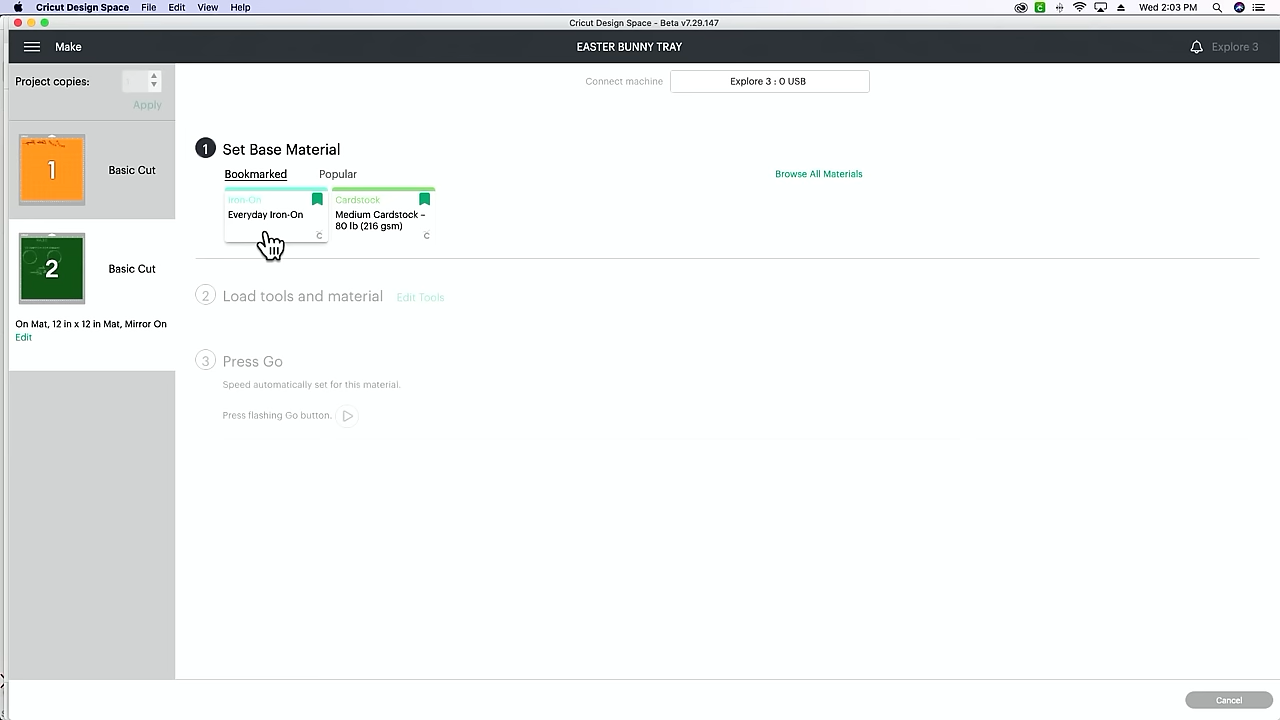 Cricut Design Space File Edit View Help
Wed 2:03 PM
Cricut Design Space - Beta v7.29.147
Make
EASTER BUNNY TRAY
Explore 3
Project copies:
Apply
Connect machine
Explore 3 : 0 USB
1
Basic Cut
2
Basic Cut
On Mat, 12 in x 12 in Mat, Mirror On
Edit
1 Set Base Material
Bookmarked Popular
Browse All Materials
Iron-On
Everyday Iron-On
C
Cardstock
Medium Cardstock –
80 lb (216 gsm)
C
2 Load tools and material Edit Tools
3 Press Go
Speed automatically set for this material.
Press flashing Go button.
Cancel